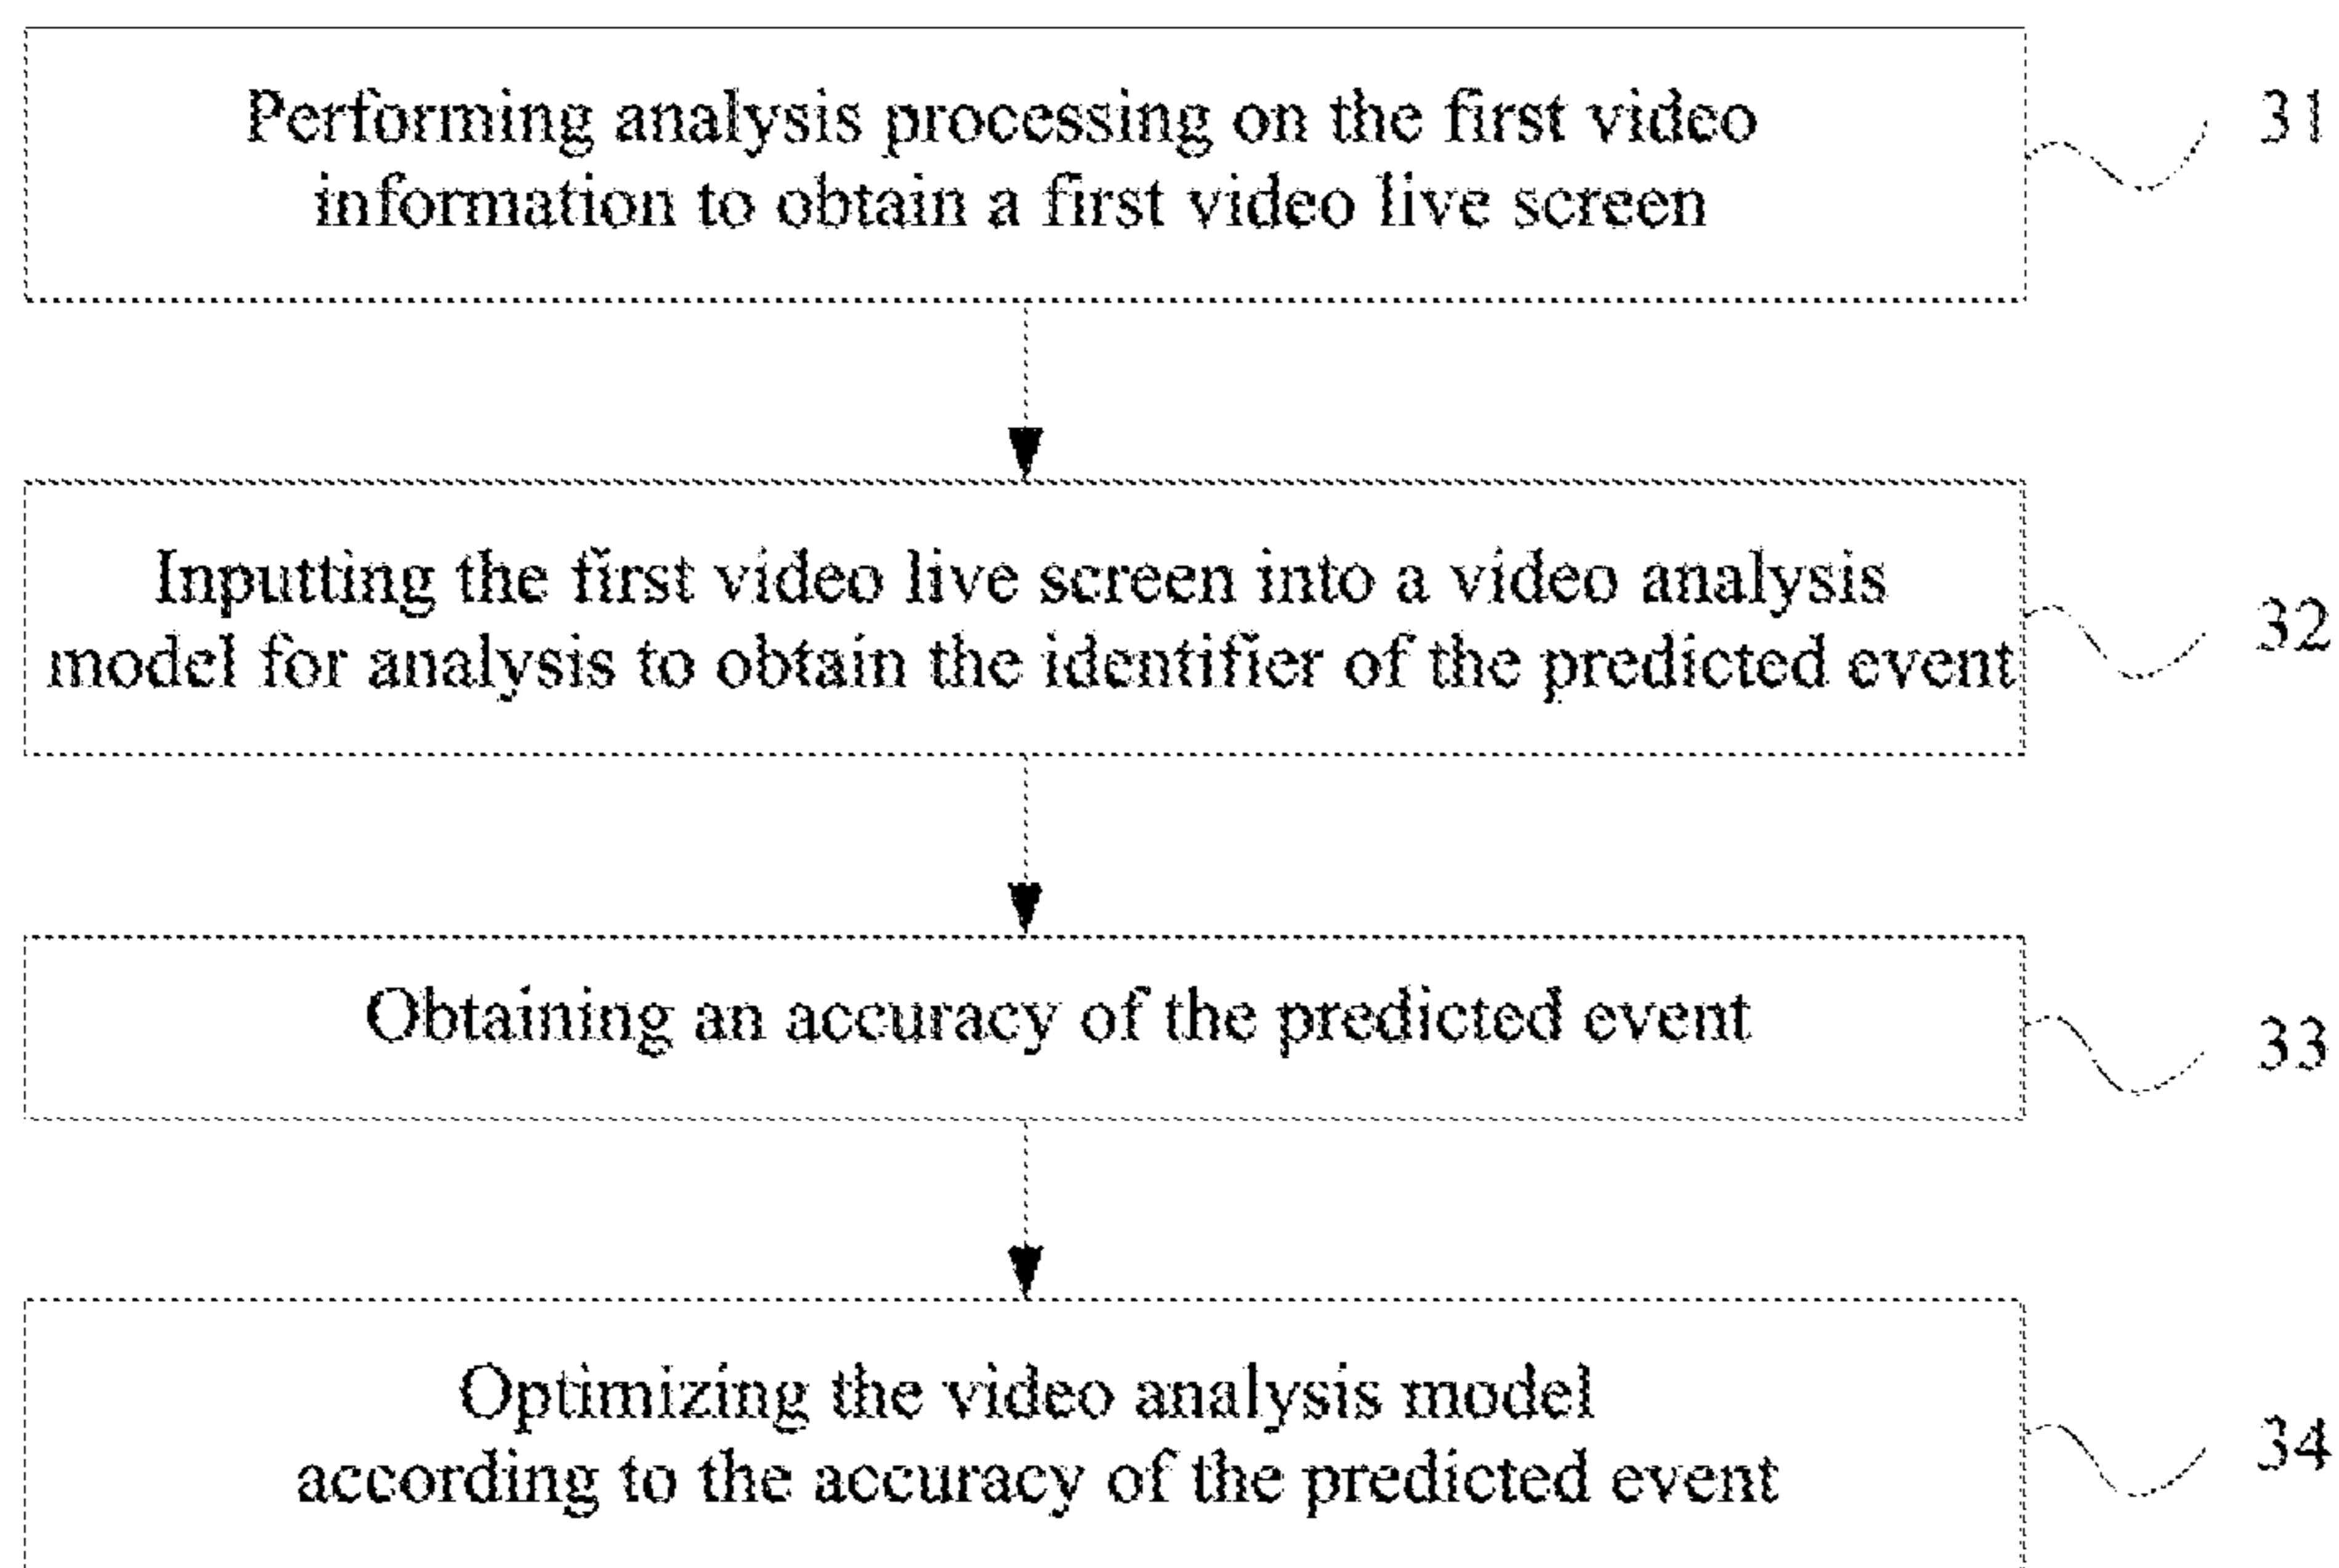 Performing analysis processing on the first video
information to obtain a first video live screen
31
Inputting the first video live screen into a video analysis
model for analysis to obtain the identifier of the predicted event
32
Obtaining an accuracy of the predicted event
33
Optimizing the video analysis model
according to the accuracy of the predicted event
34